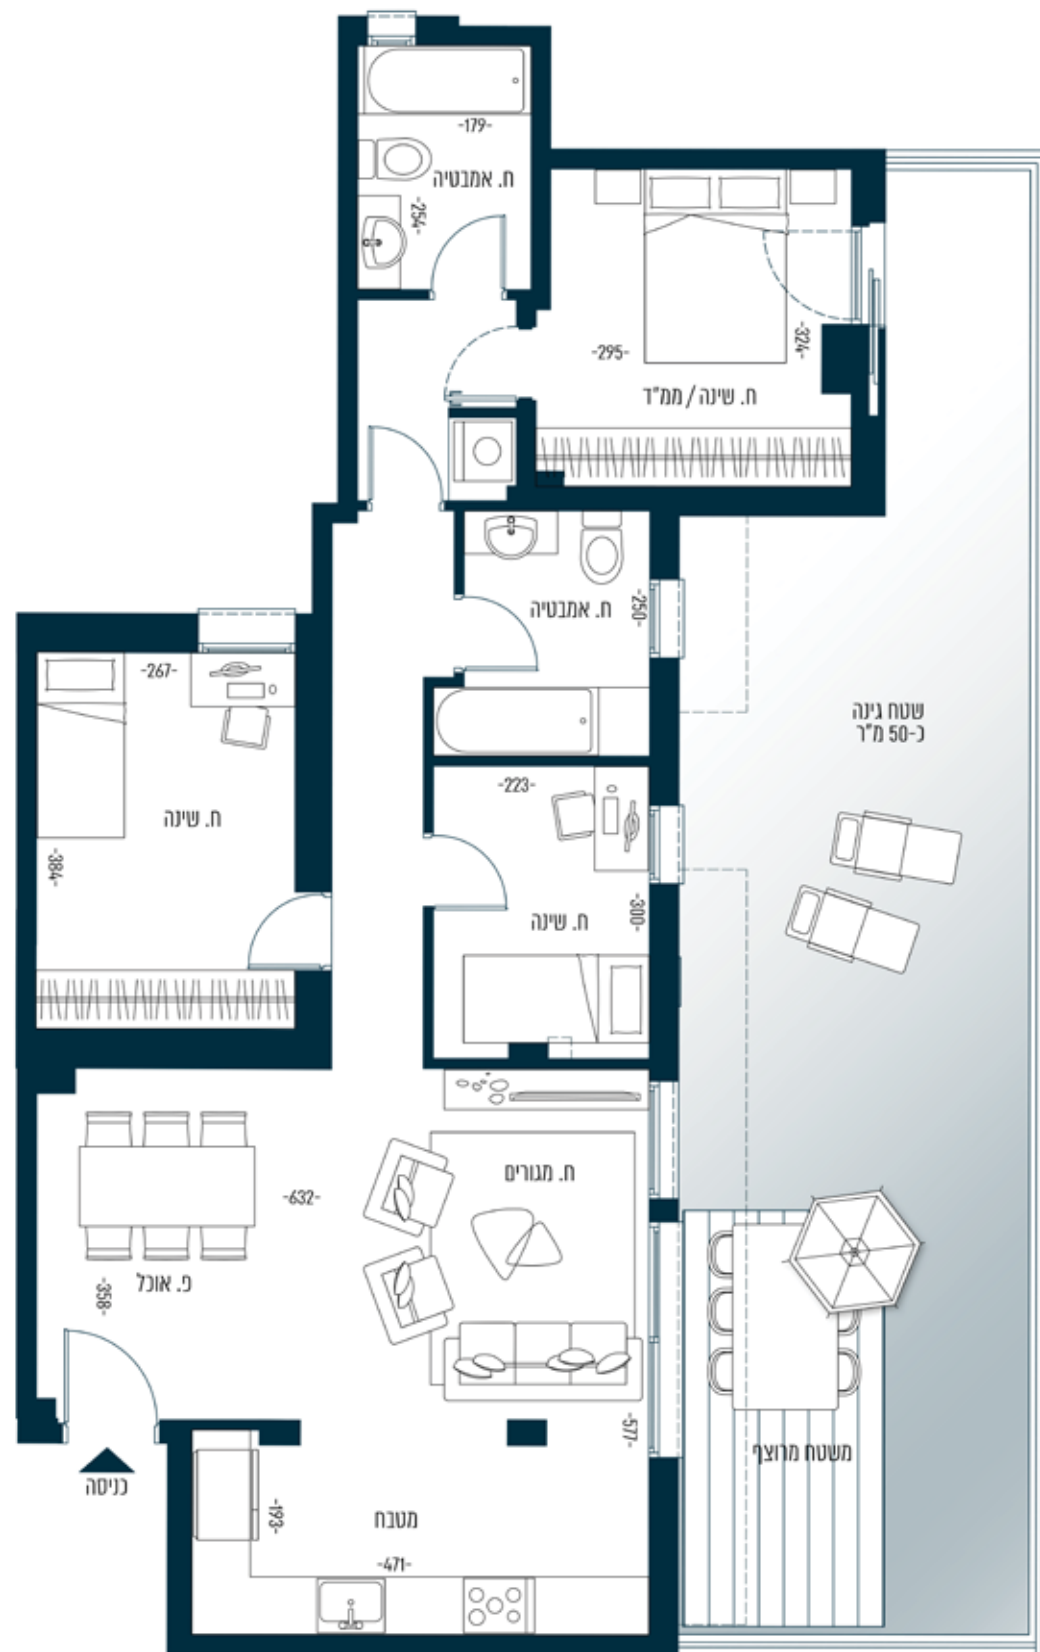 -179-
ח. אמבטיה
-254-
-295-
-324-
ח. שינה / ממ"ד
ח. אמבטיה
-250-
-267-
שטח גינה
כ-50 מ"ר
-223-
ח. שינה
-384-
-300-
ח. שינה
ח. מגורים
-632-
פ. אוכל
-358-
-577-
משטח מרוצף
כניסה
-193-
מטבח
-471-